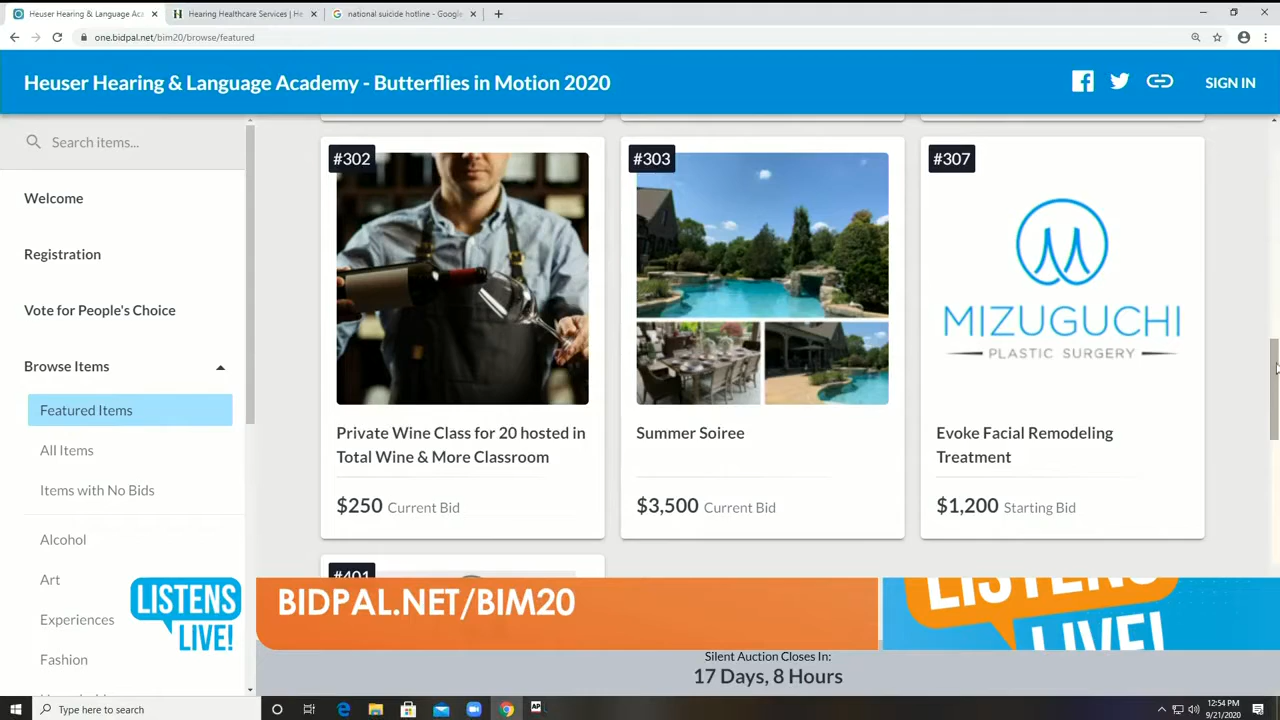 Heuser Hearing & Language Aca
Hearing Healthcare Services | He
national suicide hotline - Google
one.bidpal.net/bim20/browse/featured
Heuser Hearing & Language Academy - Butterflies in Motion 2020
SIGN IN
Search items...
Welcome
Registration
Vote for People's Choice
Browse Items
Featured Items
All Items
Items with No Bids
Alcohol
Art
Experiences
Fashion
#302
Private Wine Class for 20 hosted in
Total Wine & More Classroom
$250 Current Bid
#303
Summer Soiree
$3,500 Current Bid
#307
MIZUGUCHI
PLASTIC SURGERY
Evoke Facial Remodeling
Treatment
$1,200 Starting Bid
#401
LISTENS
LIVE!
BIDPAL.NET/BIM20
LISTENS
LIVE!
Silent Auction Closes In:
17 Days, 8 Hours
Type here to search
AP
12:54 PM
9/21/2020